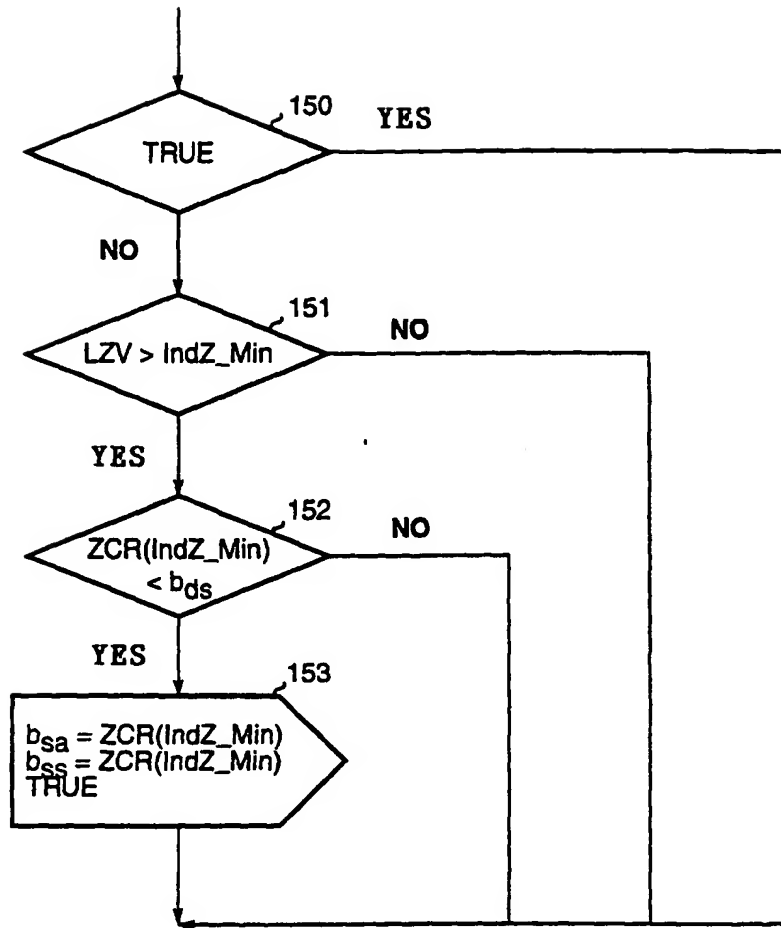 150
YES
TRUE
NO
151
LZV > IndZ_Min
NO
YES
152
ZCR(IndZ_Min)
< bds
NO
YES
153
bsa = ZCR(IndZ_Min)
bss = ZCR(IndZ_Min)
TRUE